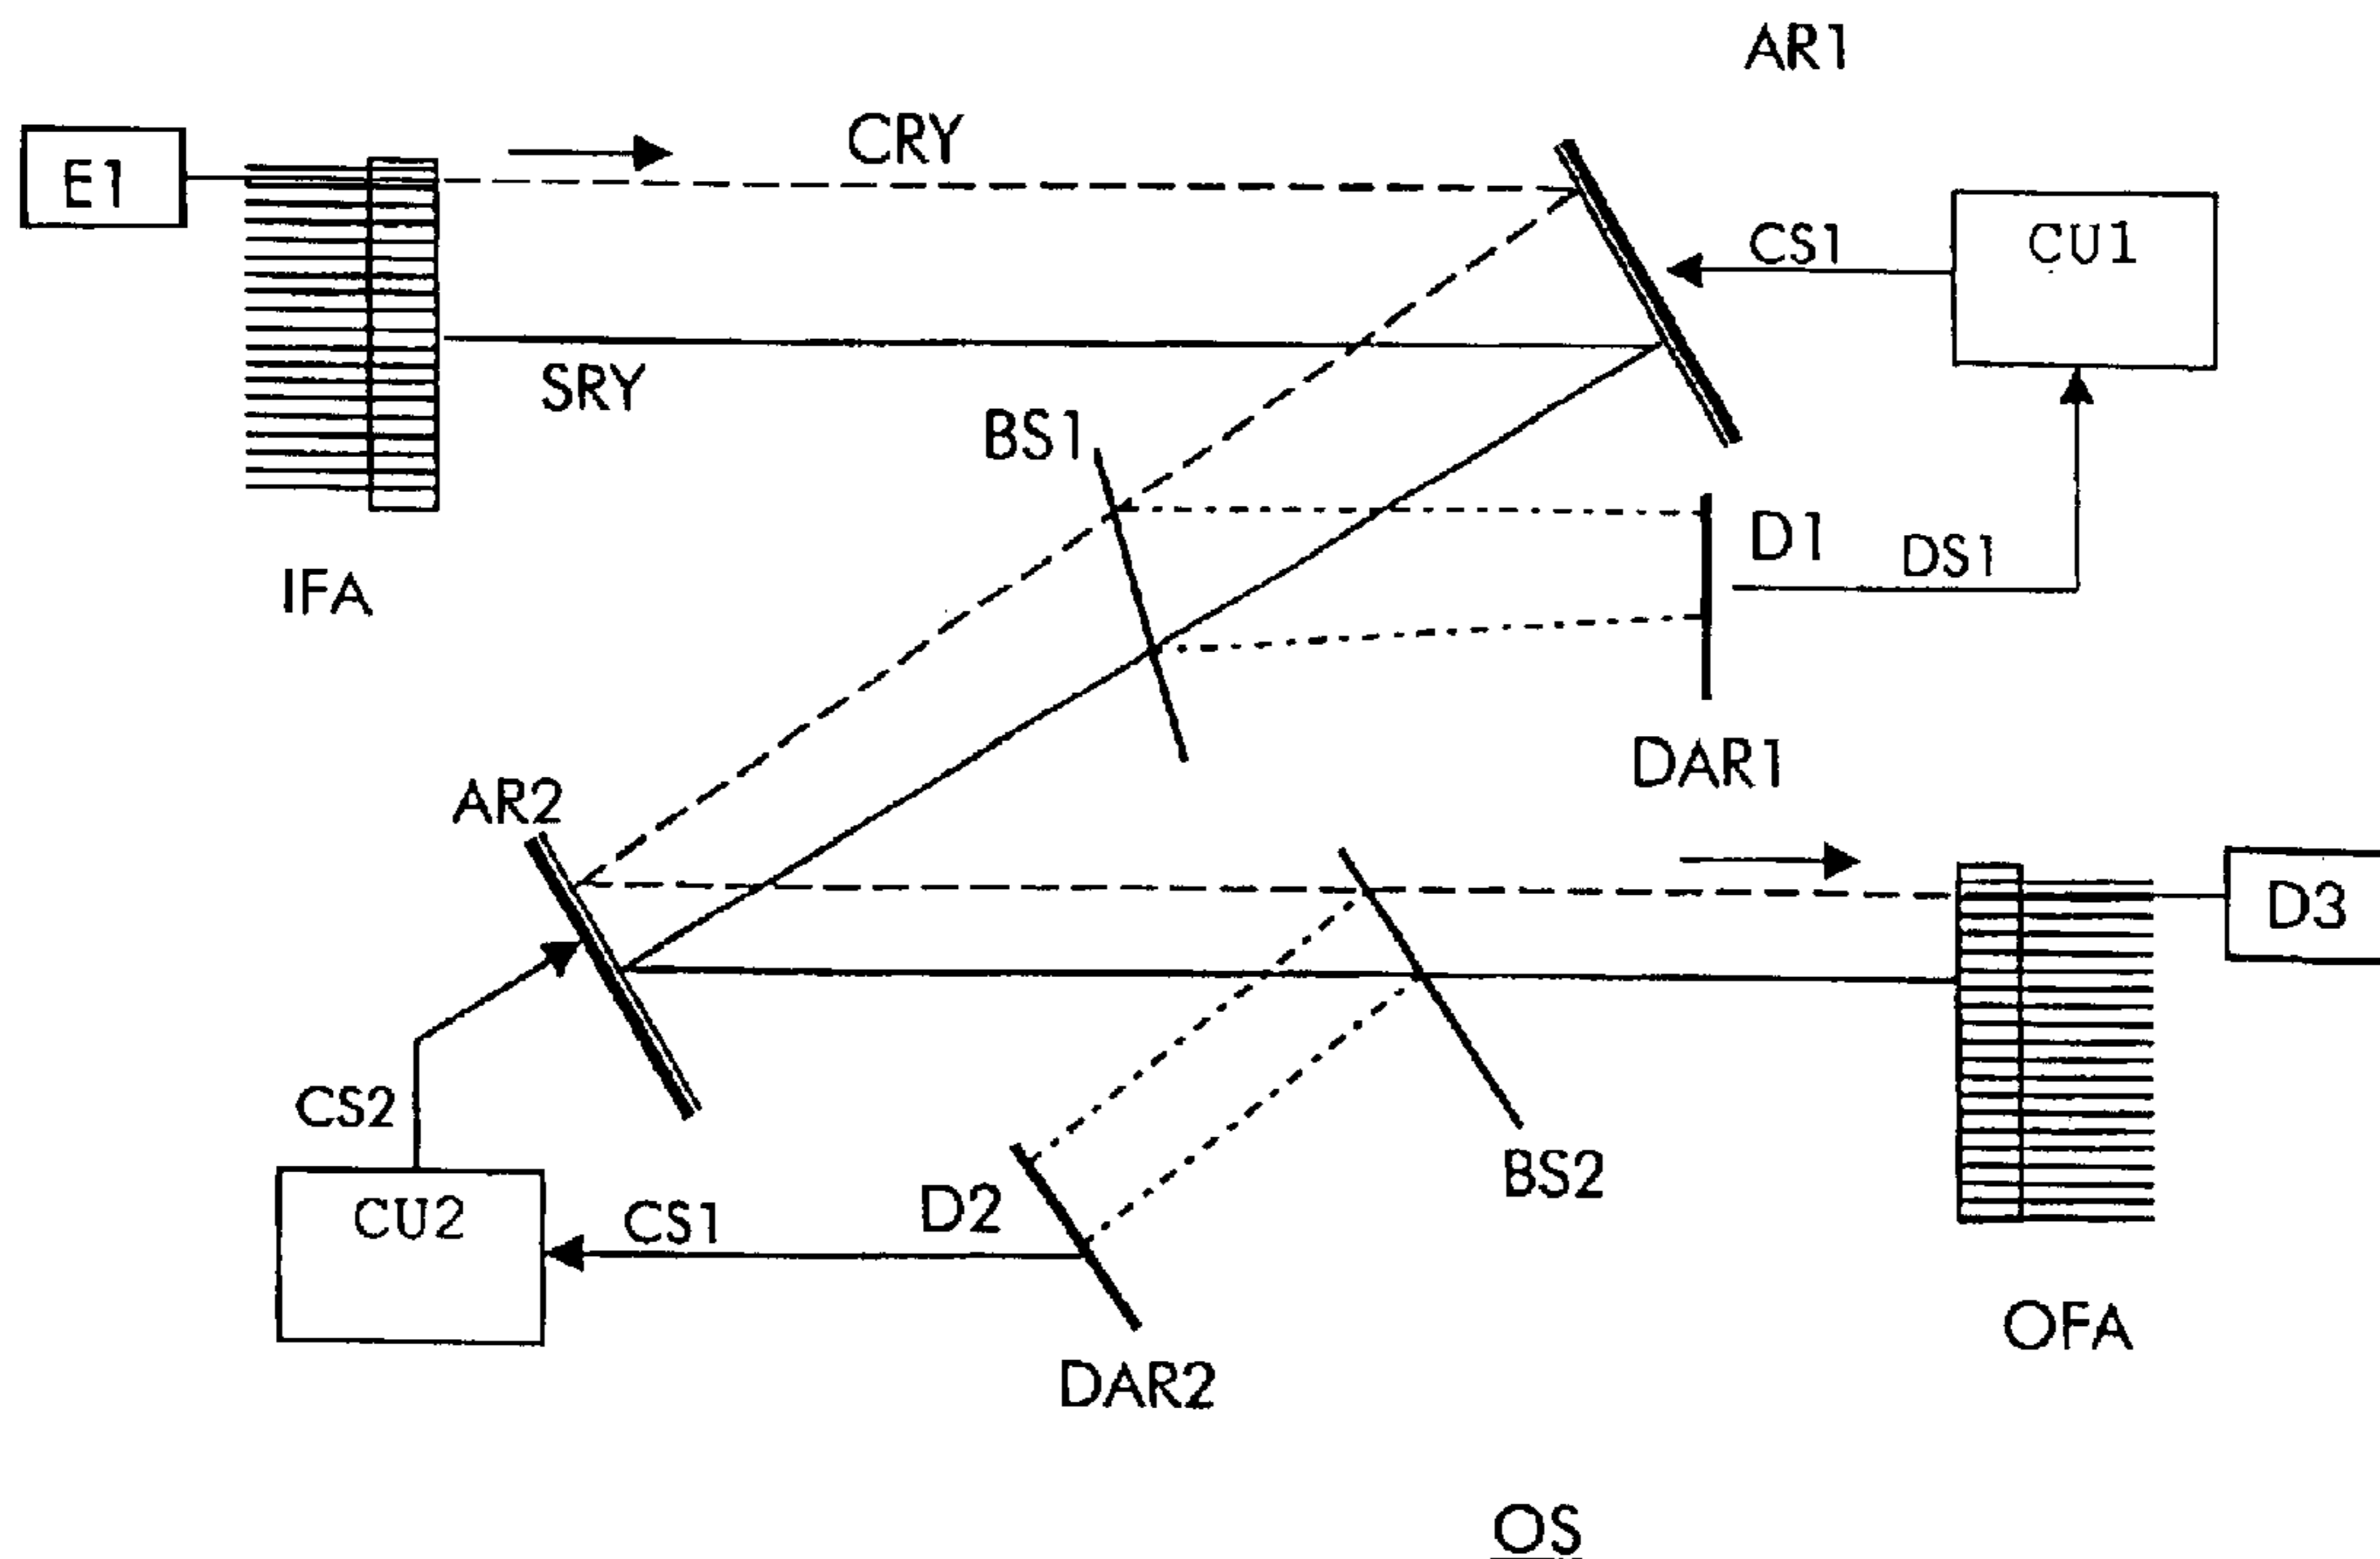 AR1
E1
CRY
CS1
CU1
SRY
BS1
D1
DS1
IFA
DAR1
AR2
D3
CS2
BS2
D2
CS1
CU2
OFA
DAR2
OS